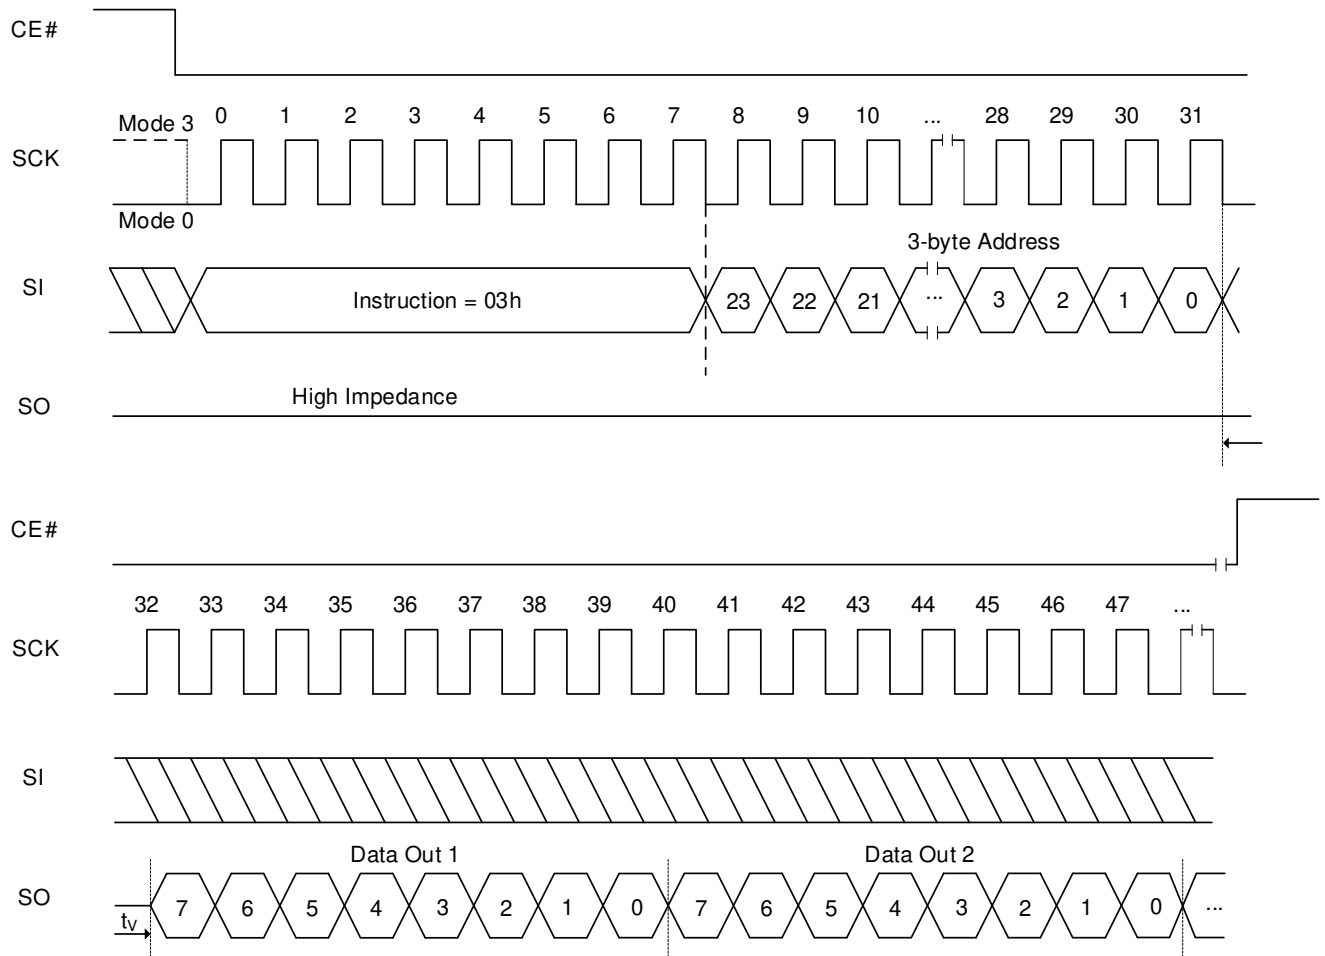 CE#
0 1 2 3 4 5 6 7 8 9 10 ... 28 29 30 31
Mode 3
SCK
Mode 0
3-byte Address
SI
Instruction = 03h 23 22 21 ... 3 2 1 0
High Impedance
SO
CE#
32 33 34 35 36 37 38 39 40 41 42 43 44 45 46 47 ...
SCK
SI
Data Out 1 Data Out 2
SO 7 6 5 4 3 2 1 0 7 6 5 4 3 2 1 0 ...
tV